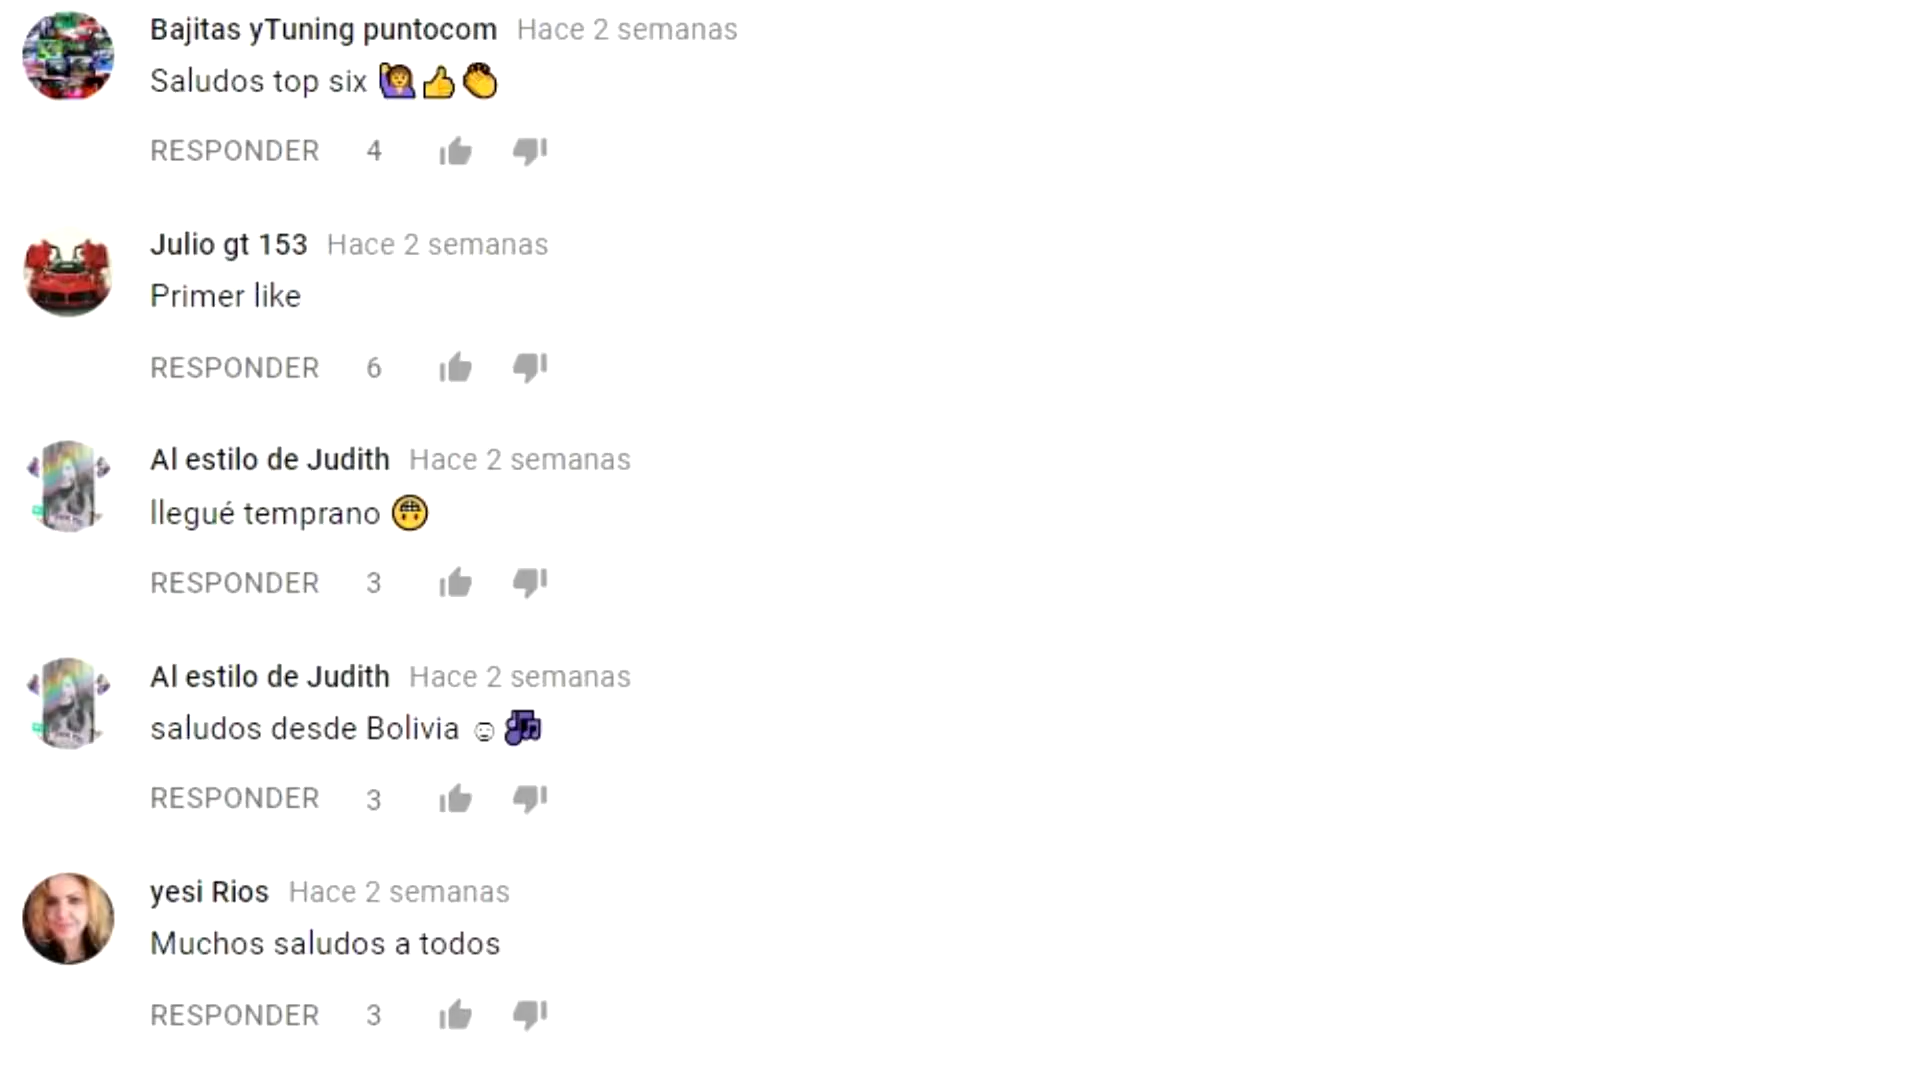 Bajitas yTuning puntocom Hace 2 semanas
Saludos top six 🙋👍👏
RESPONDER 4
Julio gt 153 Hace 2 semanas
Primer like
RESPONDER 6
Al estilo de Judith Hace 2 semanas
llegué temprano 😁
RESPONDER 3
Al estilo de Judith Hace 2 semanas
saludos desde Bolivia ☺🎶
RESPONDER 3
yesi Rios Hace 2 semanas
Muchos saludos a todos
RESPONDER 3